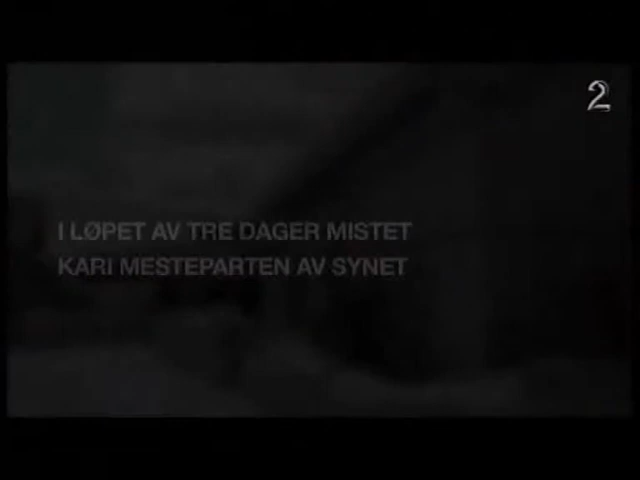 2
I LØPET AV TRE DAGER MISTET
KARI MESTEPARTEN AV SYNET